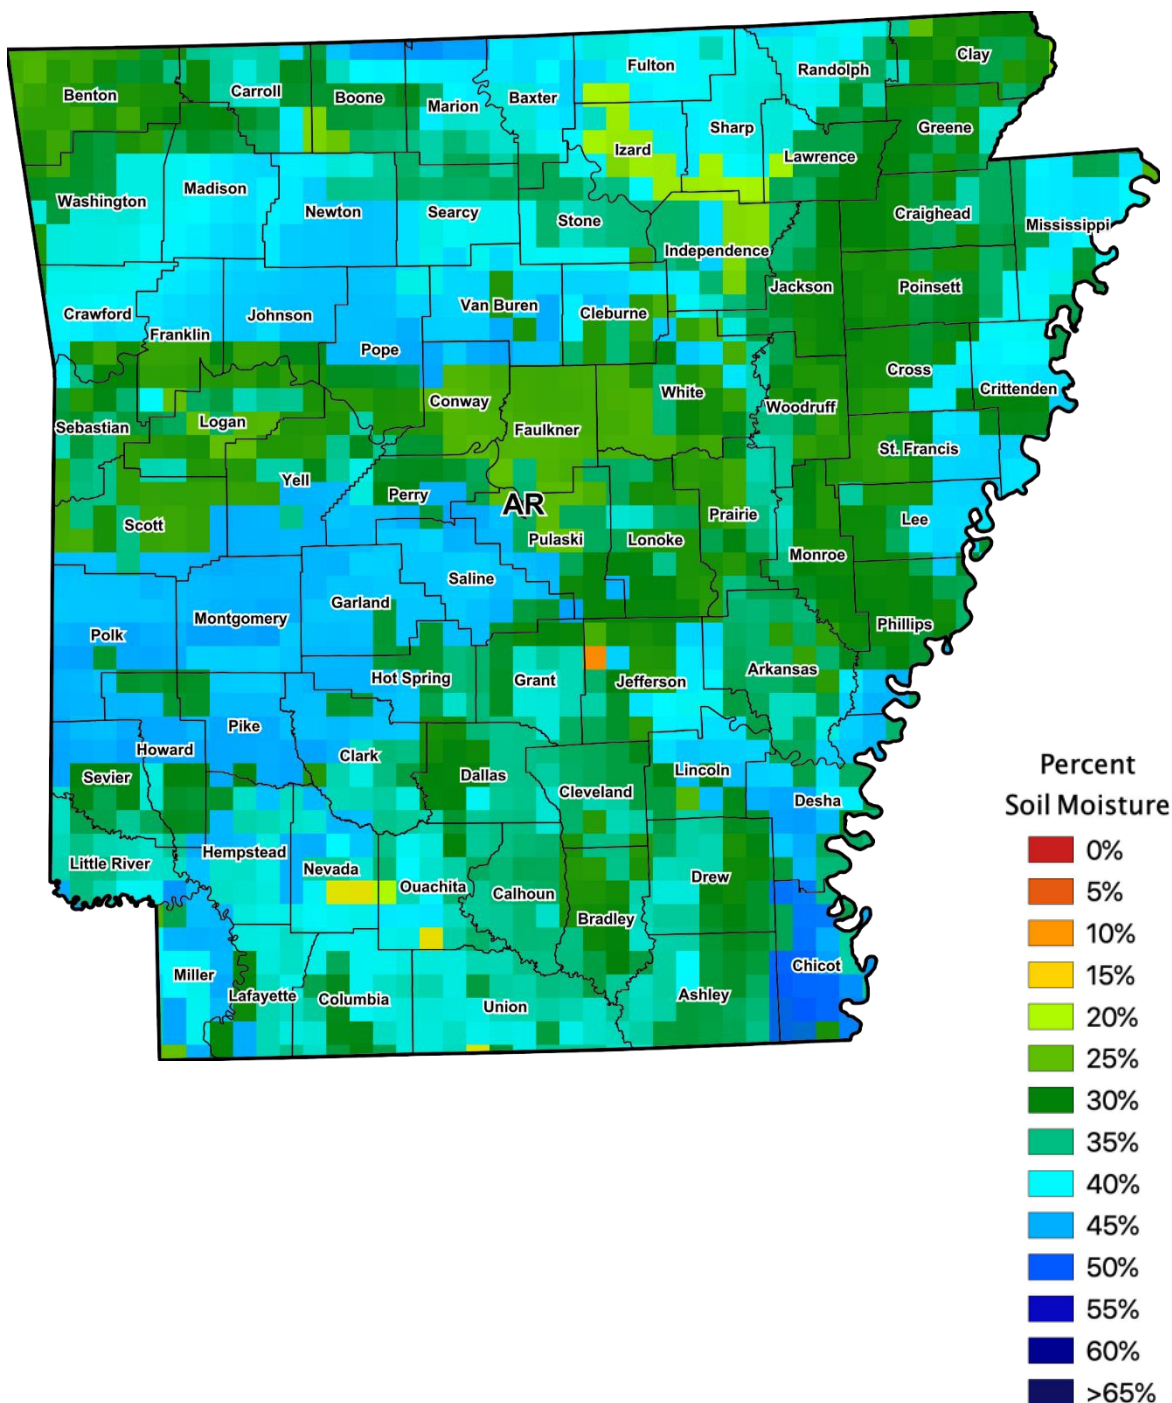 Clay
Fulton
Randolph
Carroll
Benton
Boone
Baxter
Marion
Sharp
Greene
Izard
Lawrence
Madison
Washington
Newton
Searcy
Stone
Craighead
Mississippi
Independence
Jackson
Poinsett
Van Buren
Crawford
Johnson
Cleburne
Franklin
Pope
Cross
Crittenden
White
Conway
Woodruff
Logan
Sebastian
Faulkner
St. Francis
Yell
Perry
AR
Prairie
Lee
Scott
Pulaski
Lonoke
Monroe
Saline
Garland
Montgomery
Phillips
Polk
Arkansas
Hot Spring
Grant
Jefferson
Pike
Howard
Clark
Lincoln
Sevier
Dallas
Cleveland
Desha
Hempstead
Little River
Nevada
Ouachita
Calhoun
Drew
Bradley
Chicot
Miller
Lafayette
Columbia
Union
Ashley
Percent
Soil Moisture
0%
5%
10%
15%
20%
25%
30%
35%
40%
45%
50%
55%
60%
>65%